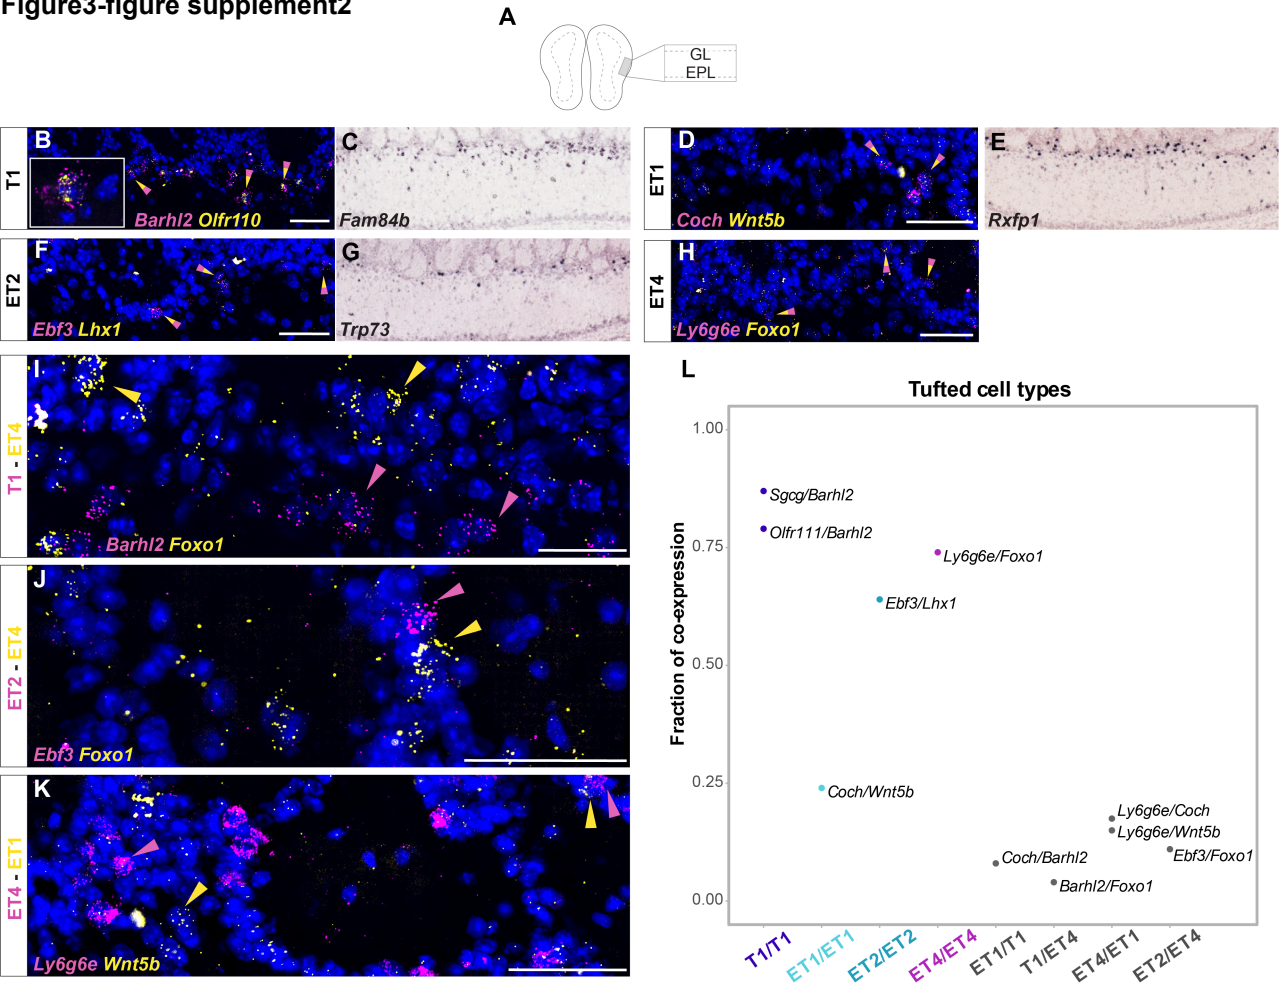 Figure3-figure supplement2
A
GL
EPL
T1
B
Barhl2 Olfr110
C
Fam84b
ET1
D
Coch Wnt5b
E
Rxfp1
ET2
F
Ebf3 Lhx1
G
Trp73
ET4
H
Ly6g6e Foxo1
T1 - ET4
I
Barhl2 Foxo1
ET2 - ET4
J
Ebf3 Foxo1
ET4 - ET1
K
Ly6g6e Wnt5b
L
Tufted cell types
Fraction of co-expression
1.00
0.75
0.50
0.25
0.00
Sgcg/Barhl2
Olfr111/Barhl2
Ly6g6e/Foxo1
Ebf3/Lhx1
Coch/Wnt5b
Ly6g6e/Coch
Ly6g6e/Wnt5b
Coch/Barhl2
Ebf3/Foxo1
Barhl2/Foxo1
T1/T1
ET1/ET1
ET2/ET2
ET4/ET4
ET1/T1
T1/ET4
ET4/ET1
ET2/ET4